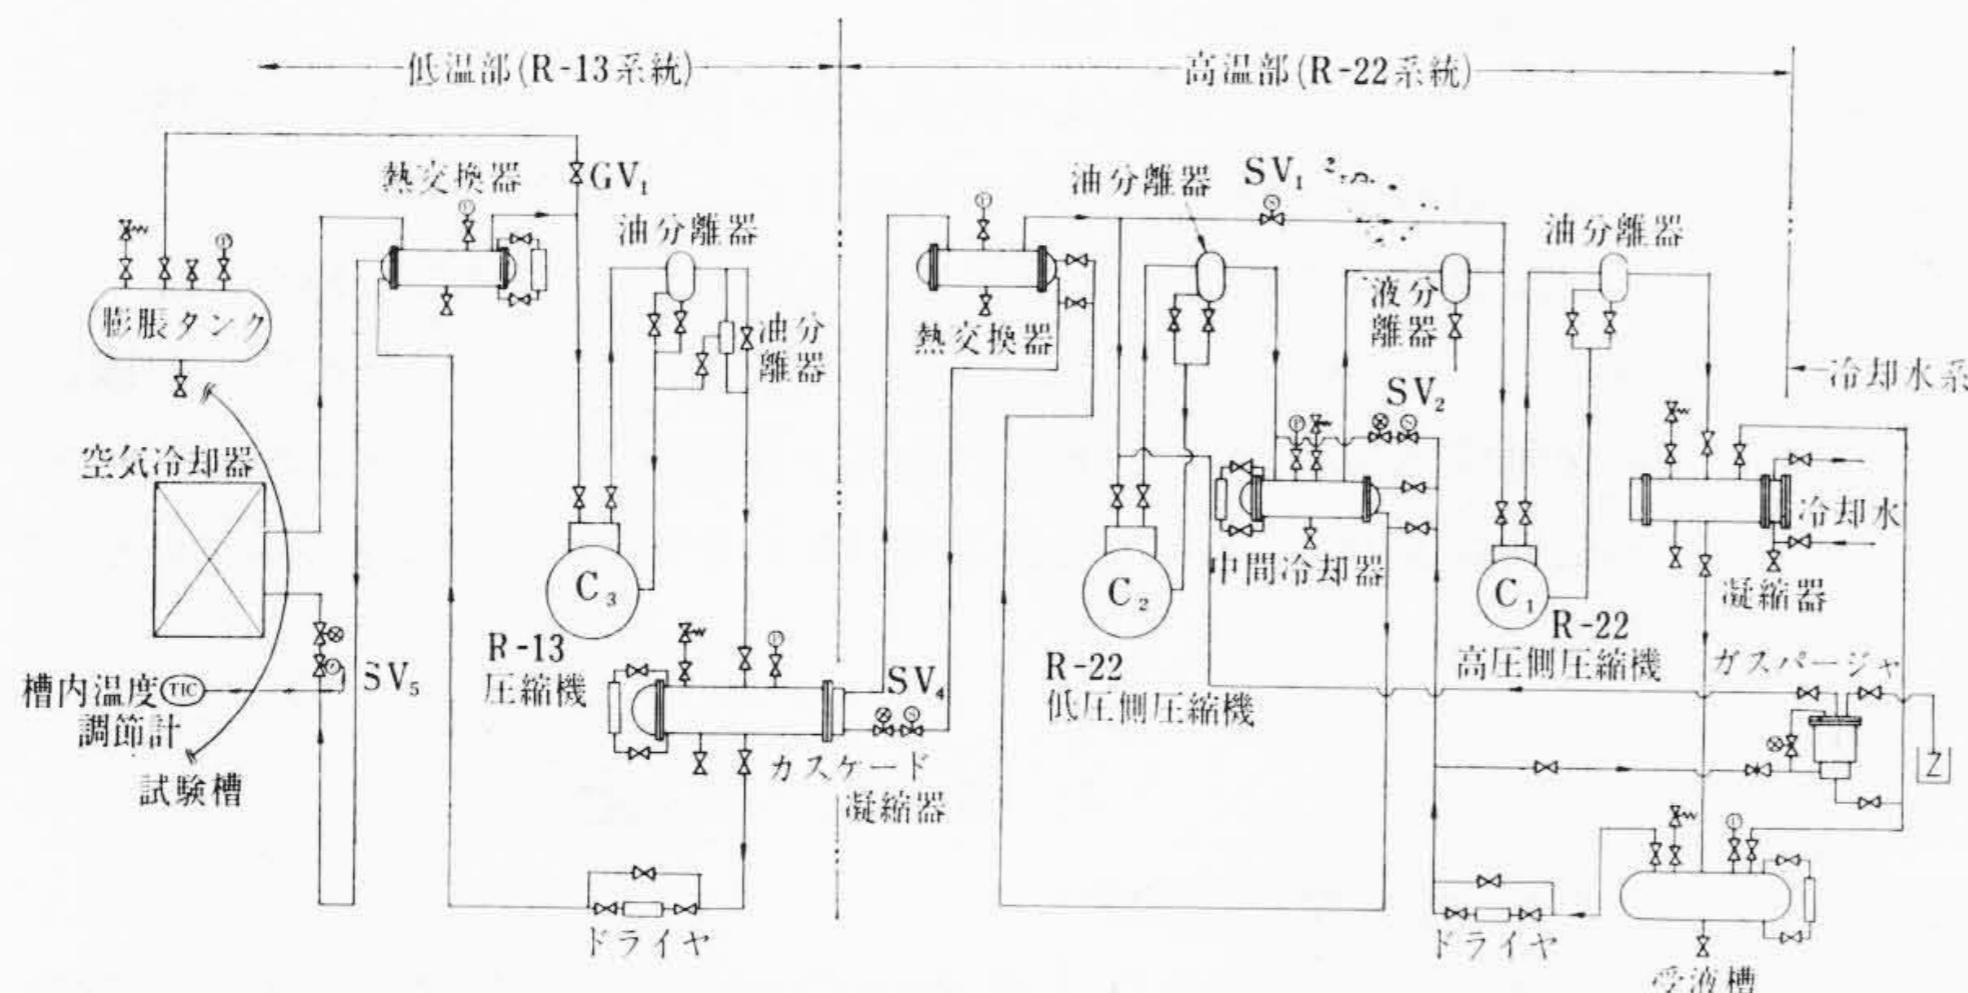 低温部(R-13系統)
高温部(R-22系統)
熱交換器
GV₁
油分離器
膨脹タンク
油分
離器
空気冷却器
C₃
R-13
圧縮機
SV₅
槽内温度
調節計
TIC
試験槽
カスケード
凝縮器
ドライヤ
熱交換器
SV₄
油分離器
SV₁
液分
離器
油分離器
SV₂
冷却水系
中間冷却器
C₂
R-22
低圧側圧縮機
C₁
R-22
高圧側圧縮機
冷却水
凝縮器
ガスパージャ
Z
ドライヤ
受液槽